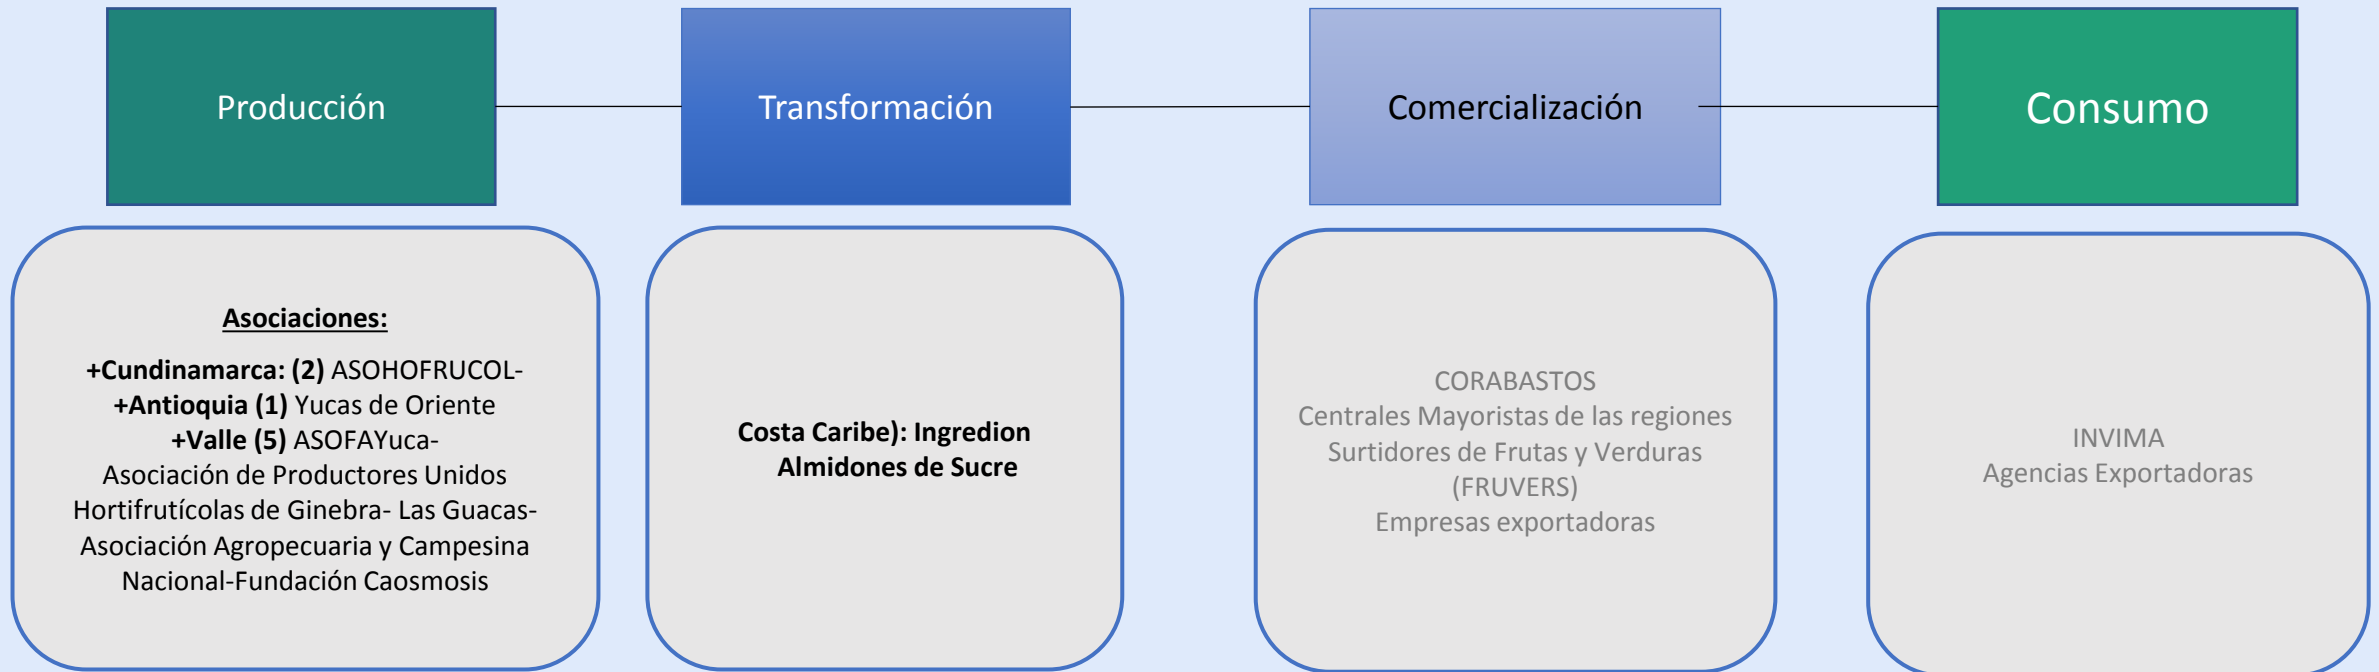 Producción
Transformación
Comercialización
Consumo
Asociaciones:
+Cundinamarca: (2) ASOHOFRUCOL-
+Antioquia (1) Yucas de Oriente
+Valle (5) ASOFAYuca-
Asociación de Productores Unidos
Hortifrutícolas de Ginebra- Las Guacas-
Asociación Agropecuaria y Campesina
Nacional-Fundación Caosmosis
Costa Caribe): Ingredion
Almidones de Sucre
CORABASTOS
Centrales Mayoristas de las regiones
Surtidores de Frutas y Verduras
(FRUVERS)
Empresas exportadoras
INVIMA
Agencias Exportadoras